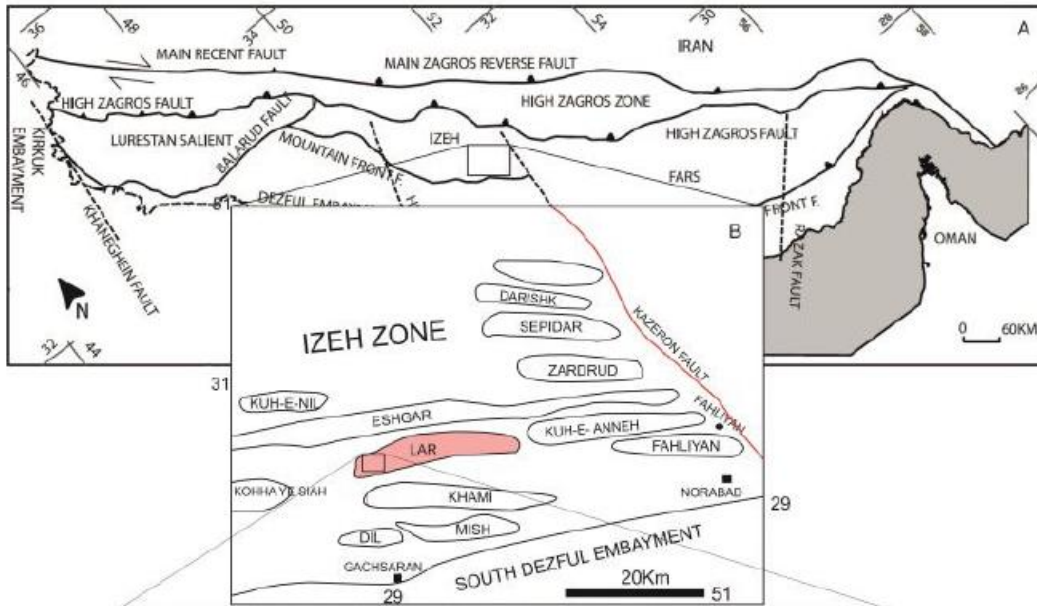 36
48
34
50
52
32
54
30
56
28
58
A
IRAN
MAIN RECENT FAULT
MAIN ZAGROS REVERSE FAULT
46
26
HIGH ZAGROS FAULT
HIGH ZAGROS ZONE
HIGH ZAGROS FAULT
KIRKUK
EMBAYMENT
LURESTAN SALIENT
BALARUD FAULT
MOUNTAIN FRONT F.
IZEH
FARS
DEZFUL
FRONT F.
KHANEGHEIN FAULT
RAZAK FAULT
OMAN
N
0 60KM
32
44
B
DARISHK
IZEH ZONE
SEPIDAR
KAZERON FAULT
ZARDRUD
31
KUH-E-NIL
ESHGAR
KUH-E- ANNEH
FAHLIYAN
FAHLIYAN
LAR
KOHHAYE SIAH
KHAMI
NORABAD
29
DIL
MISH
SOUTH DEZFUL EMBAYMENT
GACHSARAN
29
20Km
51